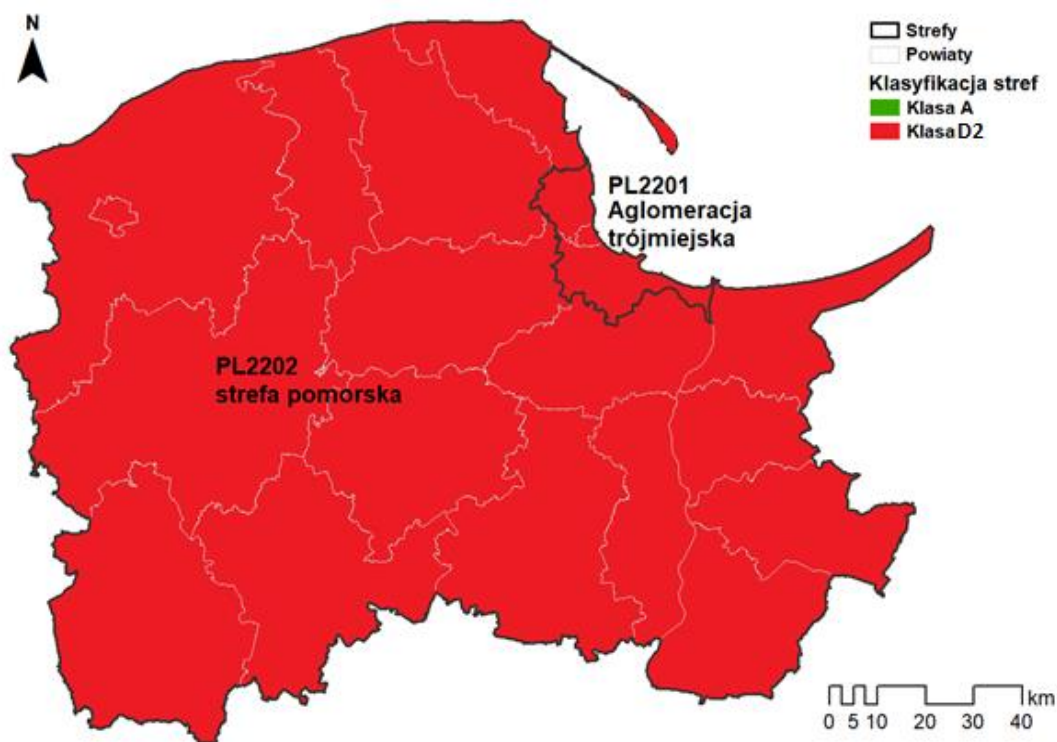 N
Strefy
Powiaty
Klasyfikacja stref
Klasa A
Klasa D2
PL2201
Aglomeracja
trójmiejska
PL2202
strefa pomorska
km
0 5 10 20 30 40